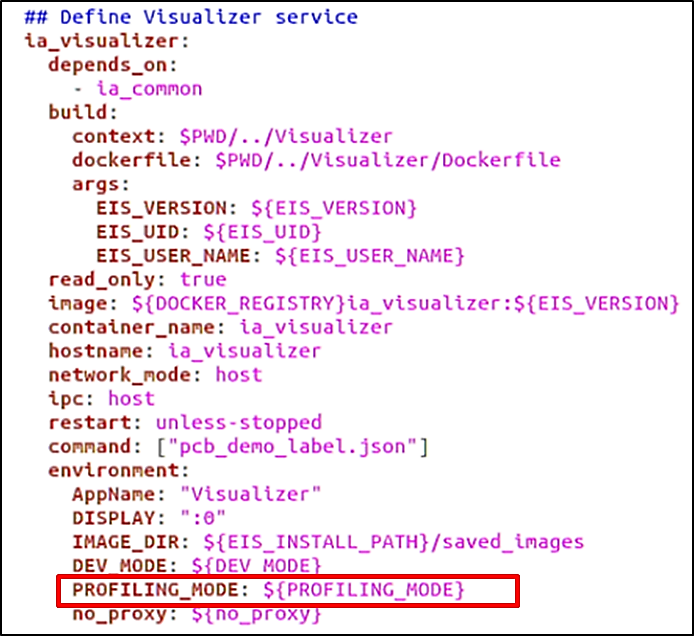 ## Define Visualizer service
ia_visualizer:
depends_on:
- ia_common
build:
context: $PWD/../Visualizer
dockerfile: $PWD/../Visualizer/Dockerfile
args:
EIS_VERSION: ${EIS_VERSION}
EIS_UID: ${EIS_UID}
EIS_USER_NAME: ${EIS_USER_NAME}
read_only: true
image: ${DOCKER_REGISTRY}ia_visualizer:${EIS_VERSION}
container_name: ia_visualizer
hostname: ia_visualizer
network_mode: host
ipc: host
restart: unless-stopped
command: ["pcb_demo_label.json"]
environment:
AppName: "Visualizer"
DISPLAY: ":0"
IMAGE_DIR: ${EIS_INSTALL_PATH}/saved_images
DEV_MODE: ${DEV_MODE}
PROFILING_MODE: ${PROFILING_MODE}
no_proxy: ${no_proxy}